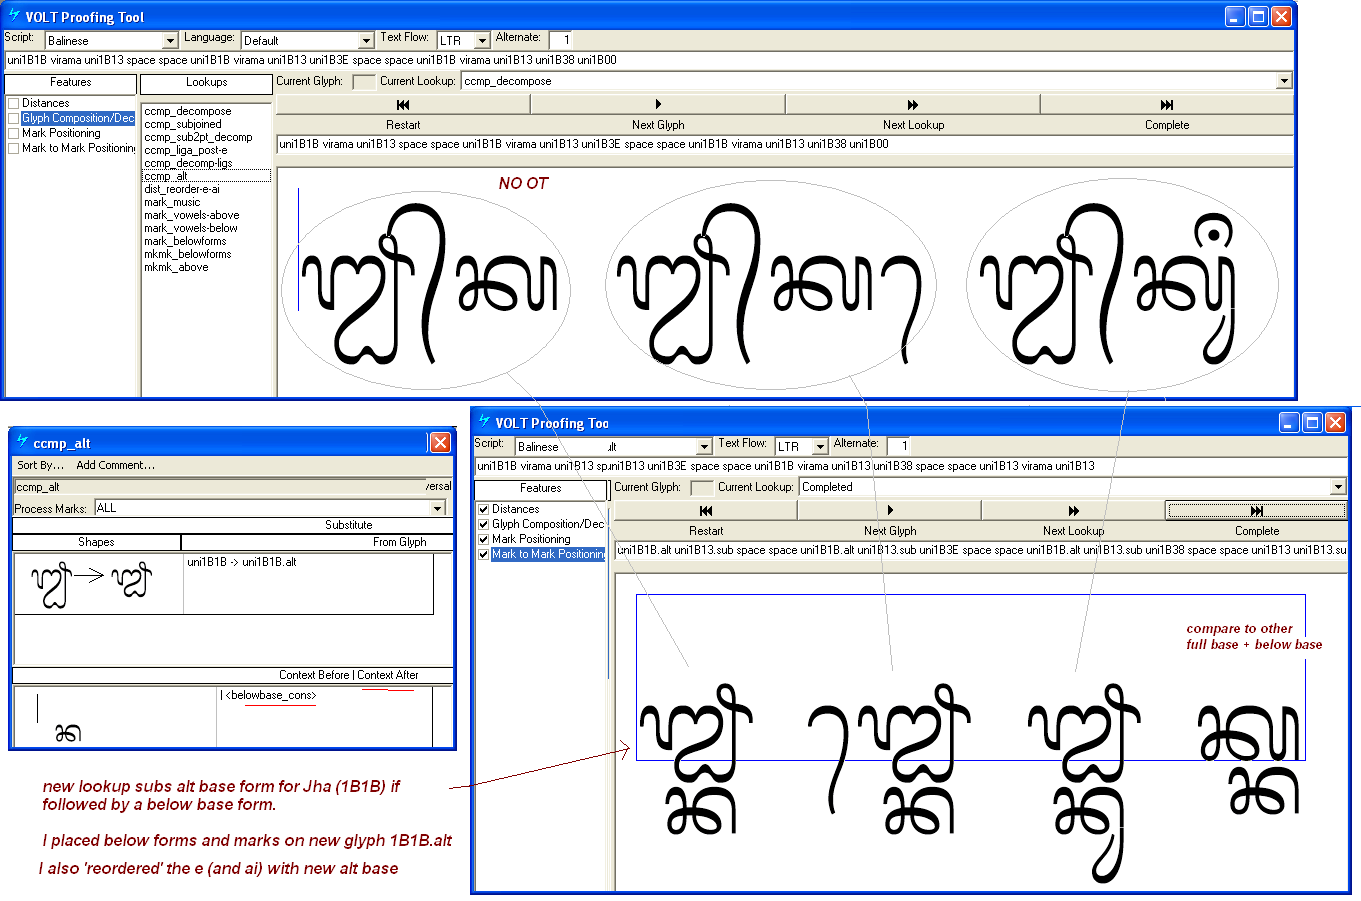 VOLT Proofing Tool
Script: Balinese Language: Default Text Flow: LTR Alternate: 1
uni1B1B virama uni1B13 space space uni1B1B virama uni1B13 uni1B3E space space uni1B1B virama uni1B13 uni1B38 uni1B00
Features Lookups Current Glyph: Current Lookup: ccmp_decompose
Distances
Glyph Composition/Dec
Mark Positioning
Mark to Mark Positioning
ccmp_decompose
ccmp_subjoined
ccmp_sub2pt_decomp
ccmp_liga_post-e
ccmp_decomp-ligs
ccmp_alt
dist_reorder-e-ai
mark_music
mark_vowels-above
mark_vowels-below
mark_belowforms
mkmk_belowforms
mkmk_above
Restart Next Glyph Next Lookup Complete
uni1B1B virama uni1B13 space space uni1B1B virama uni1B13 uni1B3E space space uni1B1B virama uni1B13 uni1B38 uni1B00
NO OT
ccmp_alt
Sort By... Add Comment...
ccmp_alt versal
Process Marks: ALL
Substitute
Shapes From Glyph
uni1B1B -> uni1B1B.alt
Context Before | Context After
| <belowbase_cons>
new lookup subs alt base form for Jha (1B1B) if
followed by a below base form.
I placed below forms and marks on new glyph 1B1B.alt
I also 'reordered' the e (and ai) with new alt base
VOLT Proofing Too
Script: Balinese ult Text Flow: LTR Alternate: 1
uni1B1B virama uni1B13 spuni1B13 uni1B3E space space uni1B1B virama uni1B13 uni1B38 space space uni1B13 virama uni1B13
Features Current Glyph: Current Lookup: Completed
Distances
Glyph Composition/Dec
Mark Positioning
Mark to Mark Positioning
Restart Next Glyph Next Lookup Complete
uni1B1B.alt uni1B13.sub space space uni1B1B.alt uni1B13.sub uni1B3E space space uni1B1B.alt uni1B13.sub uni1B38 space space uni1B13 uni1B13.su
compare to other
full base + below base